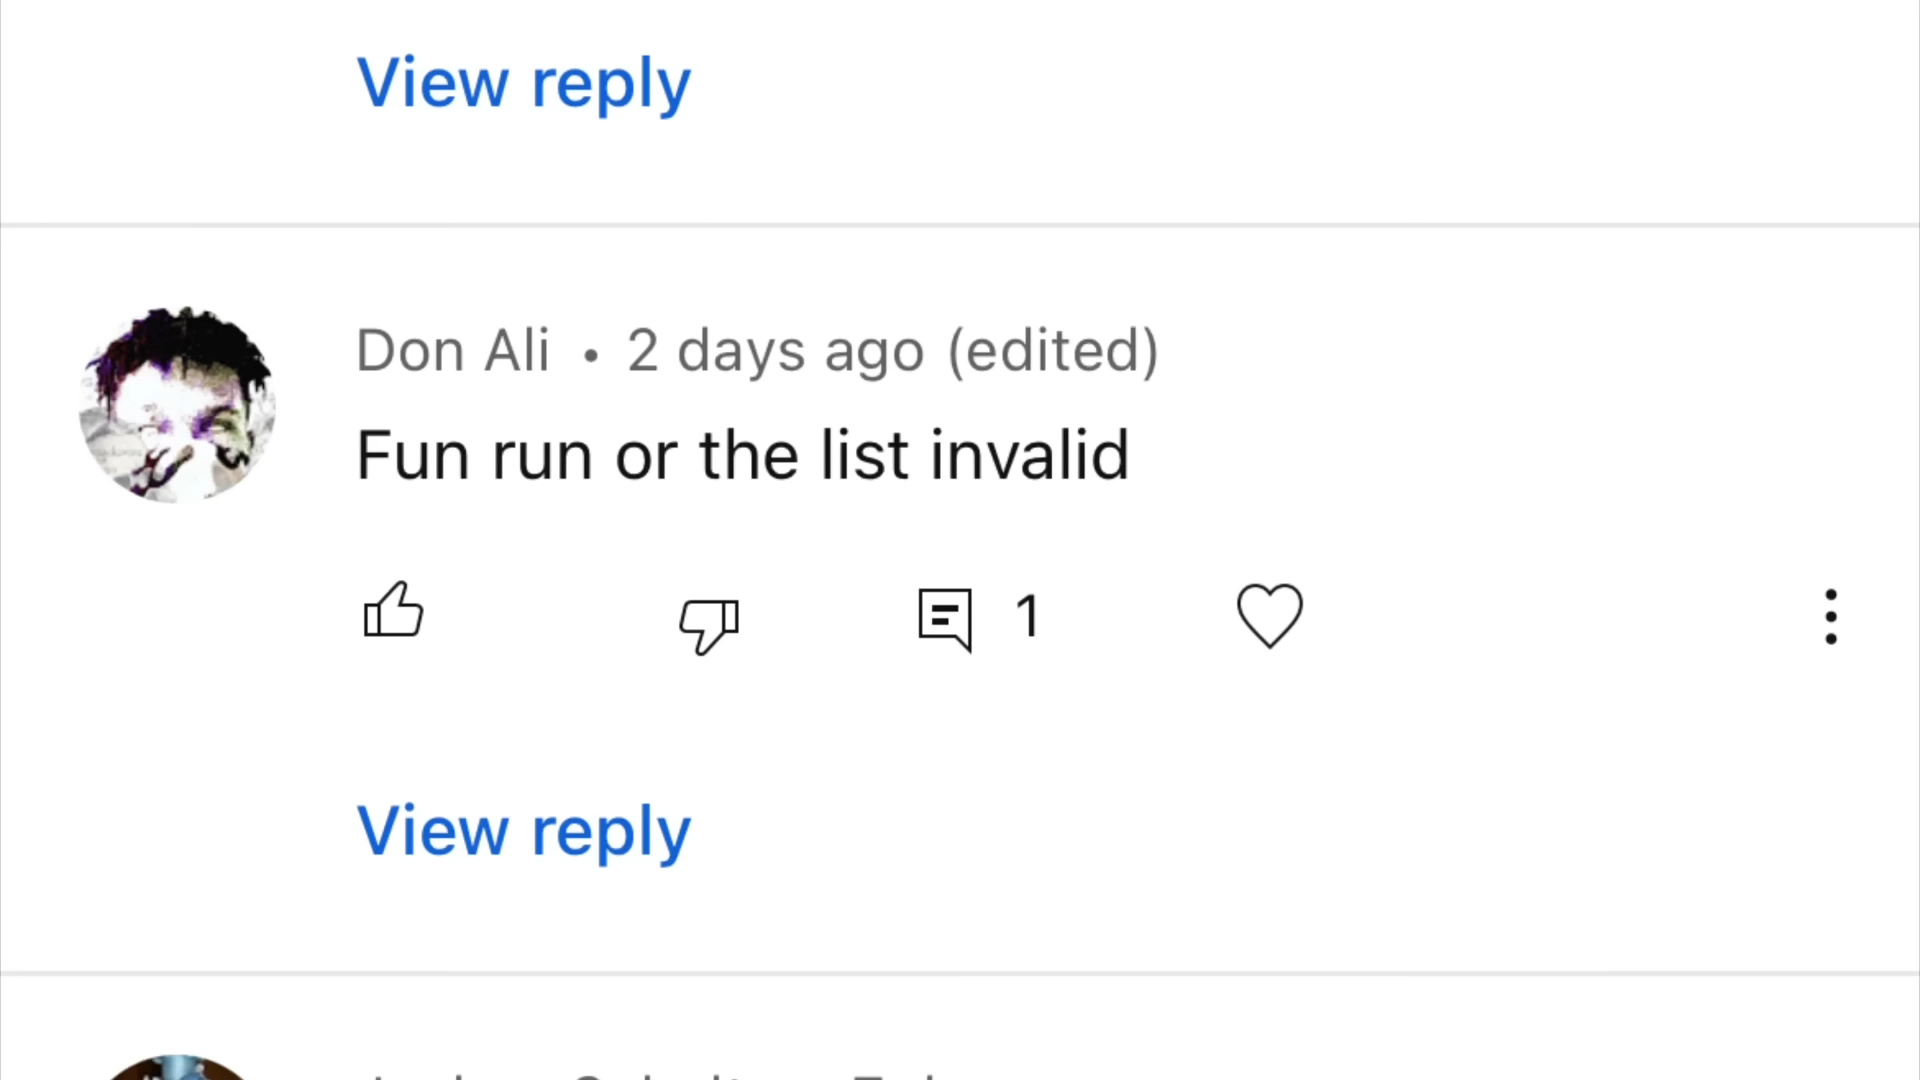 View reply
Don Ali • 2 days ago (edited)
Fun run or the list invalid
1
View reply